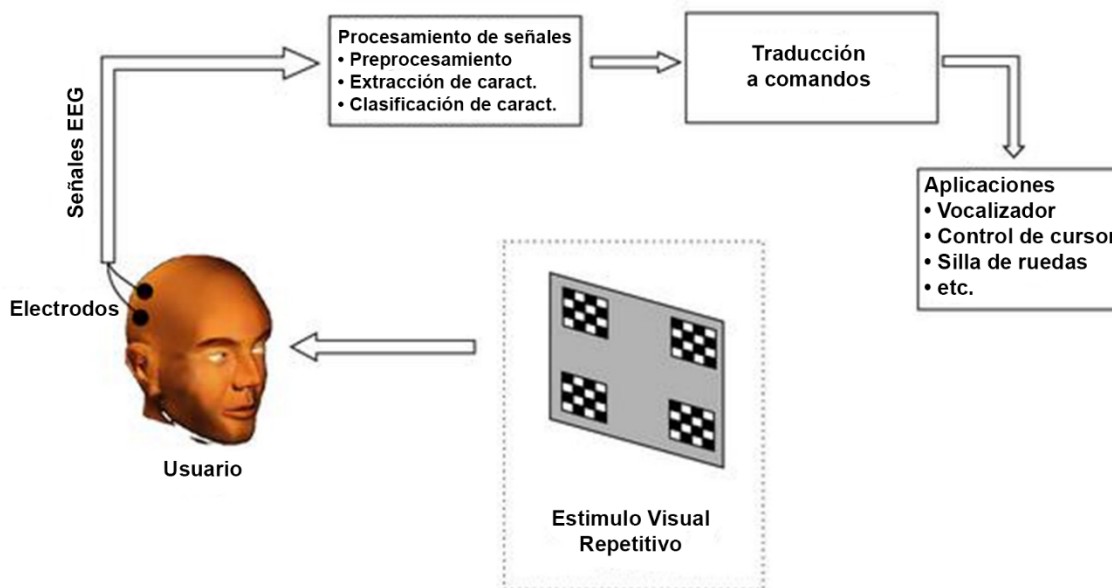 Procesamiento de señales
• Preprocesamiento
• Extracción de caract.
• Clasificación de caract.
Traducción
a comandos
Aplicaciones
• Vocalizador
• Control de cursor
• Silla de ruedas
• etc.
Señales EEG
Electrodos
Usuario
Estimulo Visual
Repetitivo